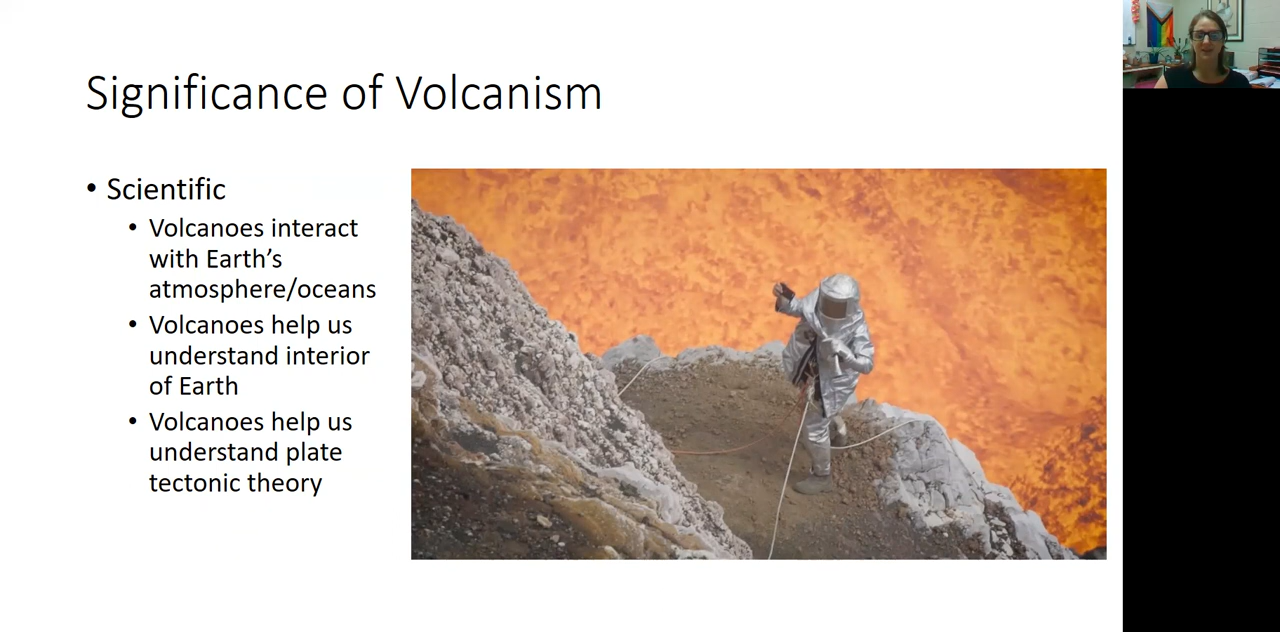 Significance of Volcanism
• Scientific
• Volcanoes interact
with Earth’s
atmosphere/oceans
• Volcanoes help us
understand interior
of Earth
• Volcanoes help us
understand plate
tectonic theory